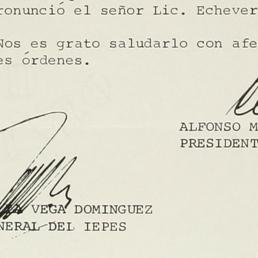 ronunció el señor Lic. Echever
Nos es grato saludarlo con afe
es órdenes.
ALFONSO M
PRESIDENT
VEGA DOMINGUEZ
NERAL DEL IEPES